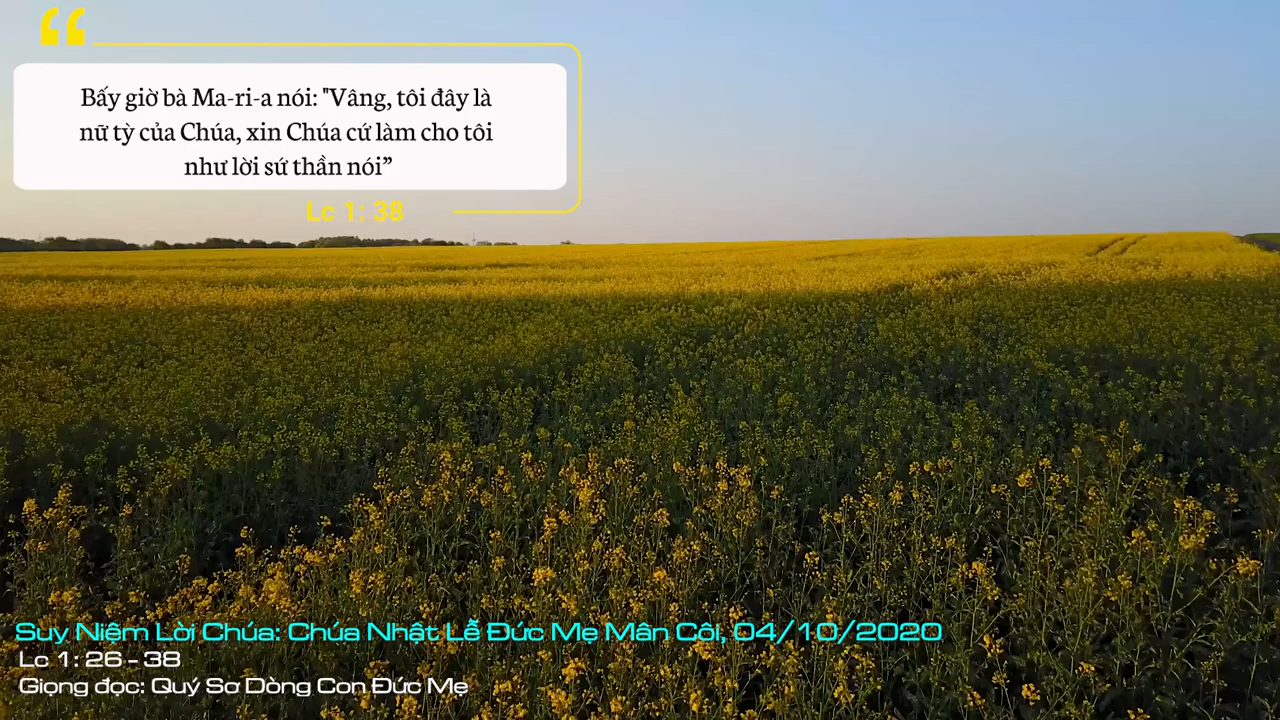 Bấy giờ bà Ma-ri-a nói: "Vâng, tôi đây là
nữ tỳ của Chúa, xin Chúa cứ làm cho tôi
như lời sứ thần nói”
Lc 1: 38
Suy Niệm Lời Chúa: Chúa Nhật Lễ Đức Mẹ Mân Côi, 04/10/2020
Lc 1: 26 - 38
Giọng đọc: Quý Sơ Dòng Con Đức Mẹ